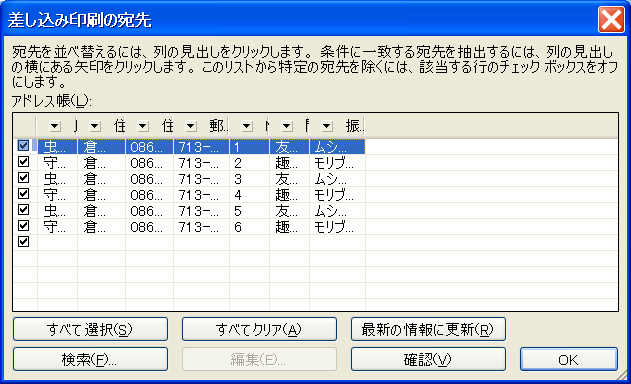 差し込み印刷の宛先
宛先を並べ替えるには、列の見出しをクリックします。条件に一致する宛先を抽出するには、列の見出し
の横にある矢印をクリックします。このリストから特定の宛先を除くには、該当する行のチェック ボックスをオフ
にします。
アドレス帳(L):
住 住 郵.. 振..
虫... 倉... 086... 713-... 1 友... ムシ...
守... 倉... 086... 713-... 2 趣... モリブ...
虫... 倉... 086... 713-... 3 友... ムシ...
守... 倉... 086... 713-... 4 趣... モリブ...
虫... 倉... 086... 713-... 5 友... ムシ...
守... 倉... 086... 713-... 6 趣... モリブ...
すべて選択(S) すべてクリア(A) 最新の情報に更新(R)
検索(F)... 編集(E)... 確認(V) OK